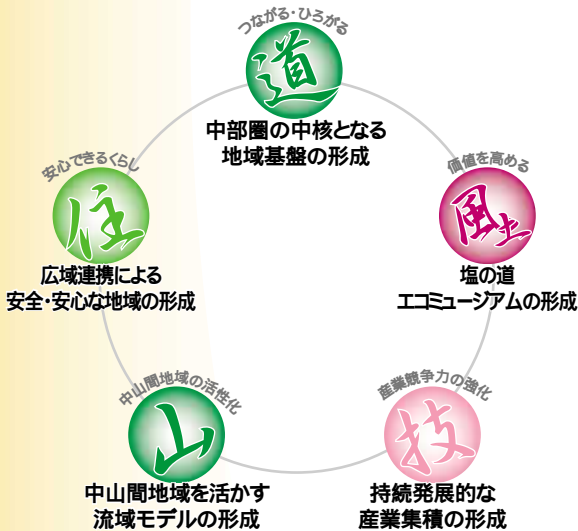 つながる・ひろがる
道
中部圏の中核となる
地域基盤の形成
価値を高める
風土
塩の道
エコミュージアムの形成
産業競争力の強化
技
持続発展的な
産業集積の形成
中山間地域の活性化
山
中山間地域を活かす
流域モデルの形成
安心できるくらし
住
広域連携による
安全・安心な地域の形成